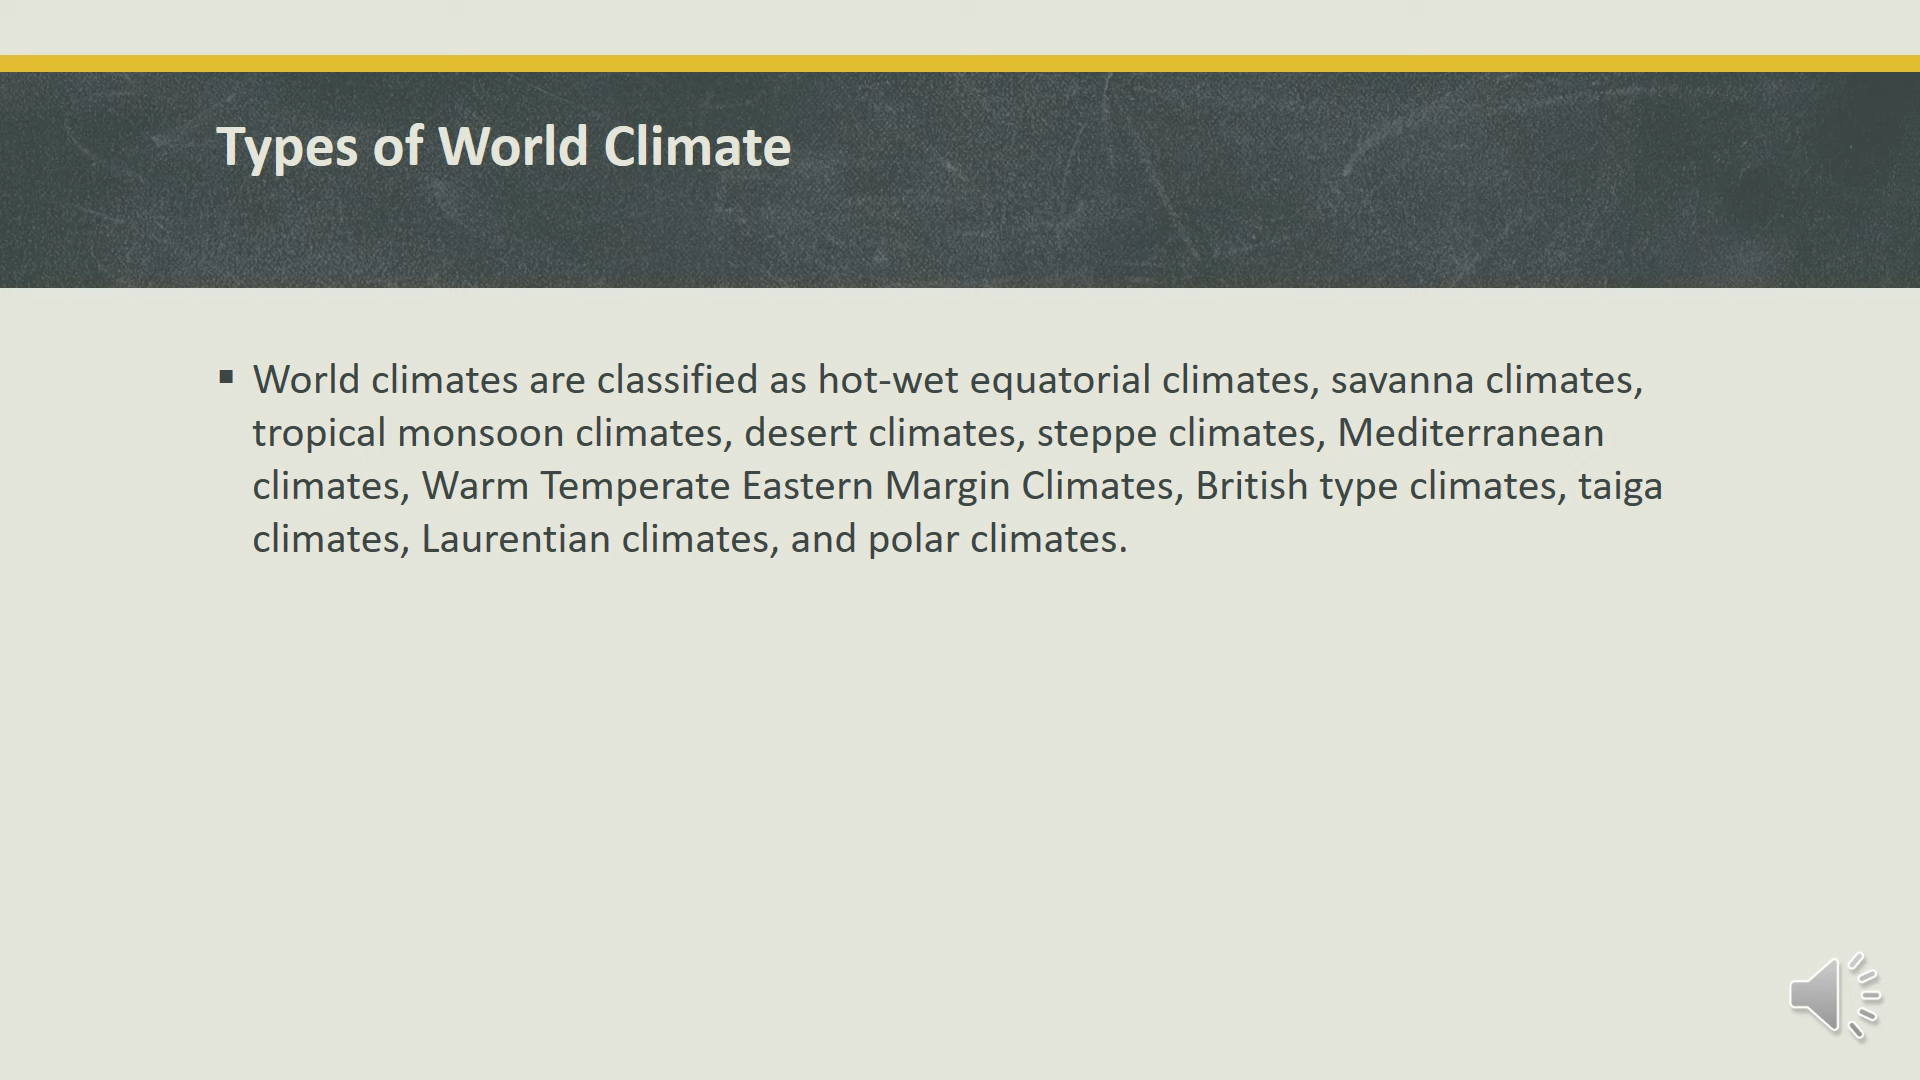 Types of World Climate
▪ World climates are classified as hot-wet equatorial climates, savanna climates,
tropical monsoon climates, desert climates, steppe climates, Mediterranean
climates, Warm Temperate Eastern Margin Climates, British type climates, taiga
climates, Laurentian climates, and polar climates.